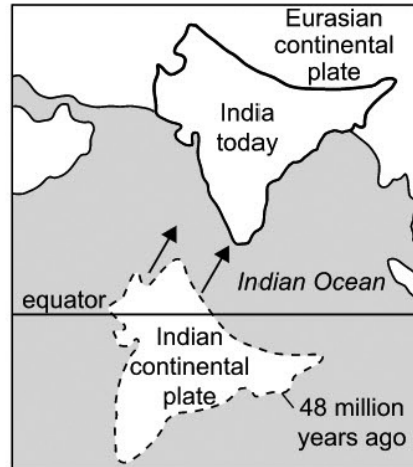 Eurasian
continental
plate
India
today
Indian Ocean
equator
Indian
continental
plate
48 million
years ago